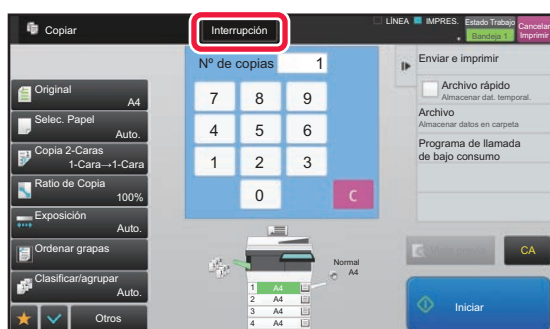 Copiar
Interrupción
LÍNEA
IMPRES.
Estado Trabajo
Bandeja 1
Cancelar
Imprimir
Original
A4
Selec. Papel
Auto.
Copia 2-Caras
1-Cara→1-Cara
Ratio de Copia
100%
Exposición
Auto.
Ordenar grapas
Clasificar/agrupar
Auto.
Otros
Nº de copias 1
7 8 9
4 5 6
1 2 3
0 C
Normal
A4
1 A4
2 A4
3 A4
4 A4
Enviar e imprimir
Archivo rápido
Almacenar dat. temporal.
Archivo
Almacenar datos en carpeta
Programa de llamada
de bajo consumo
CA
Iniciar